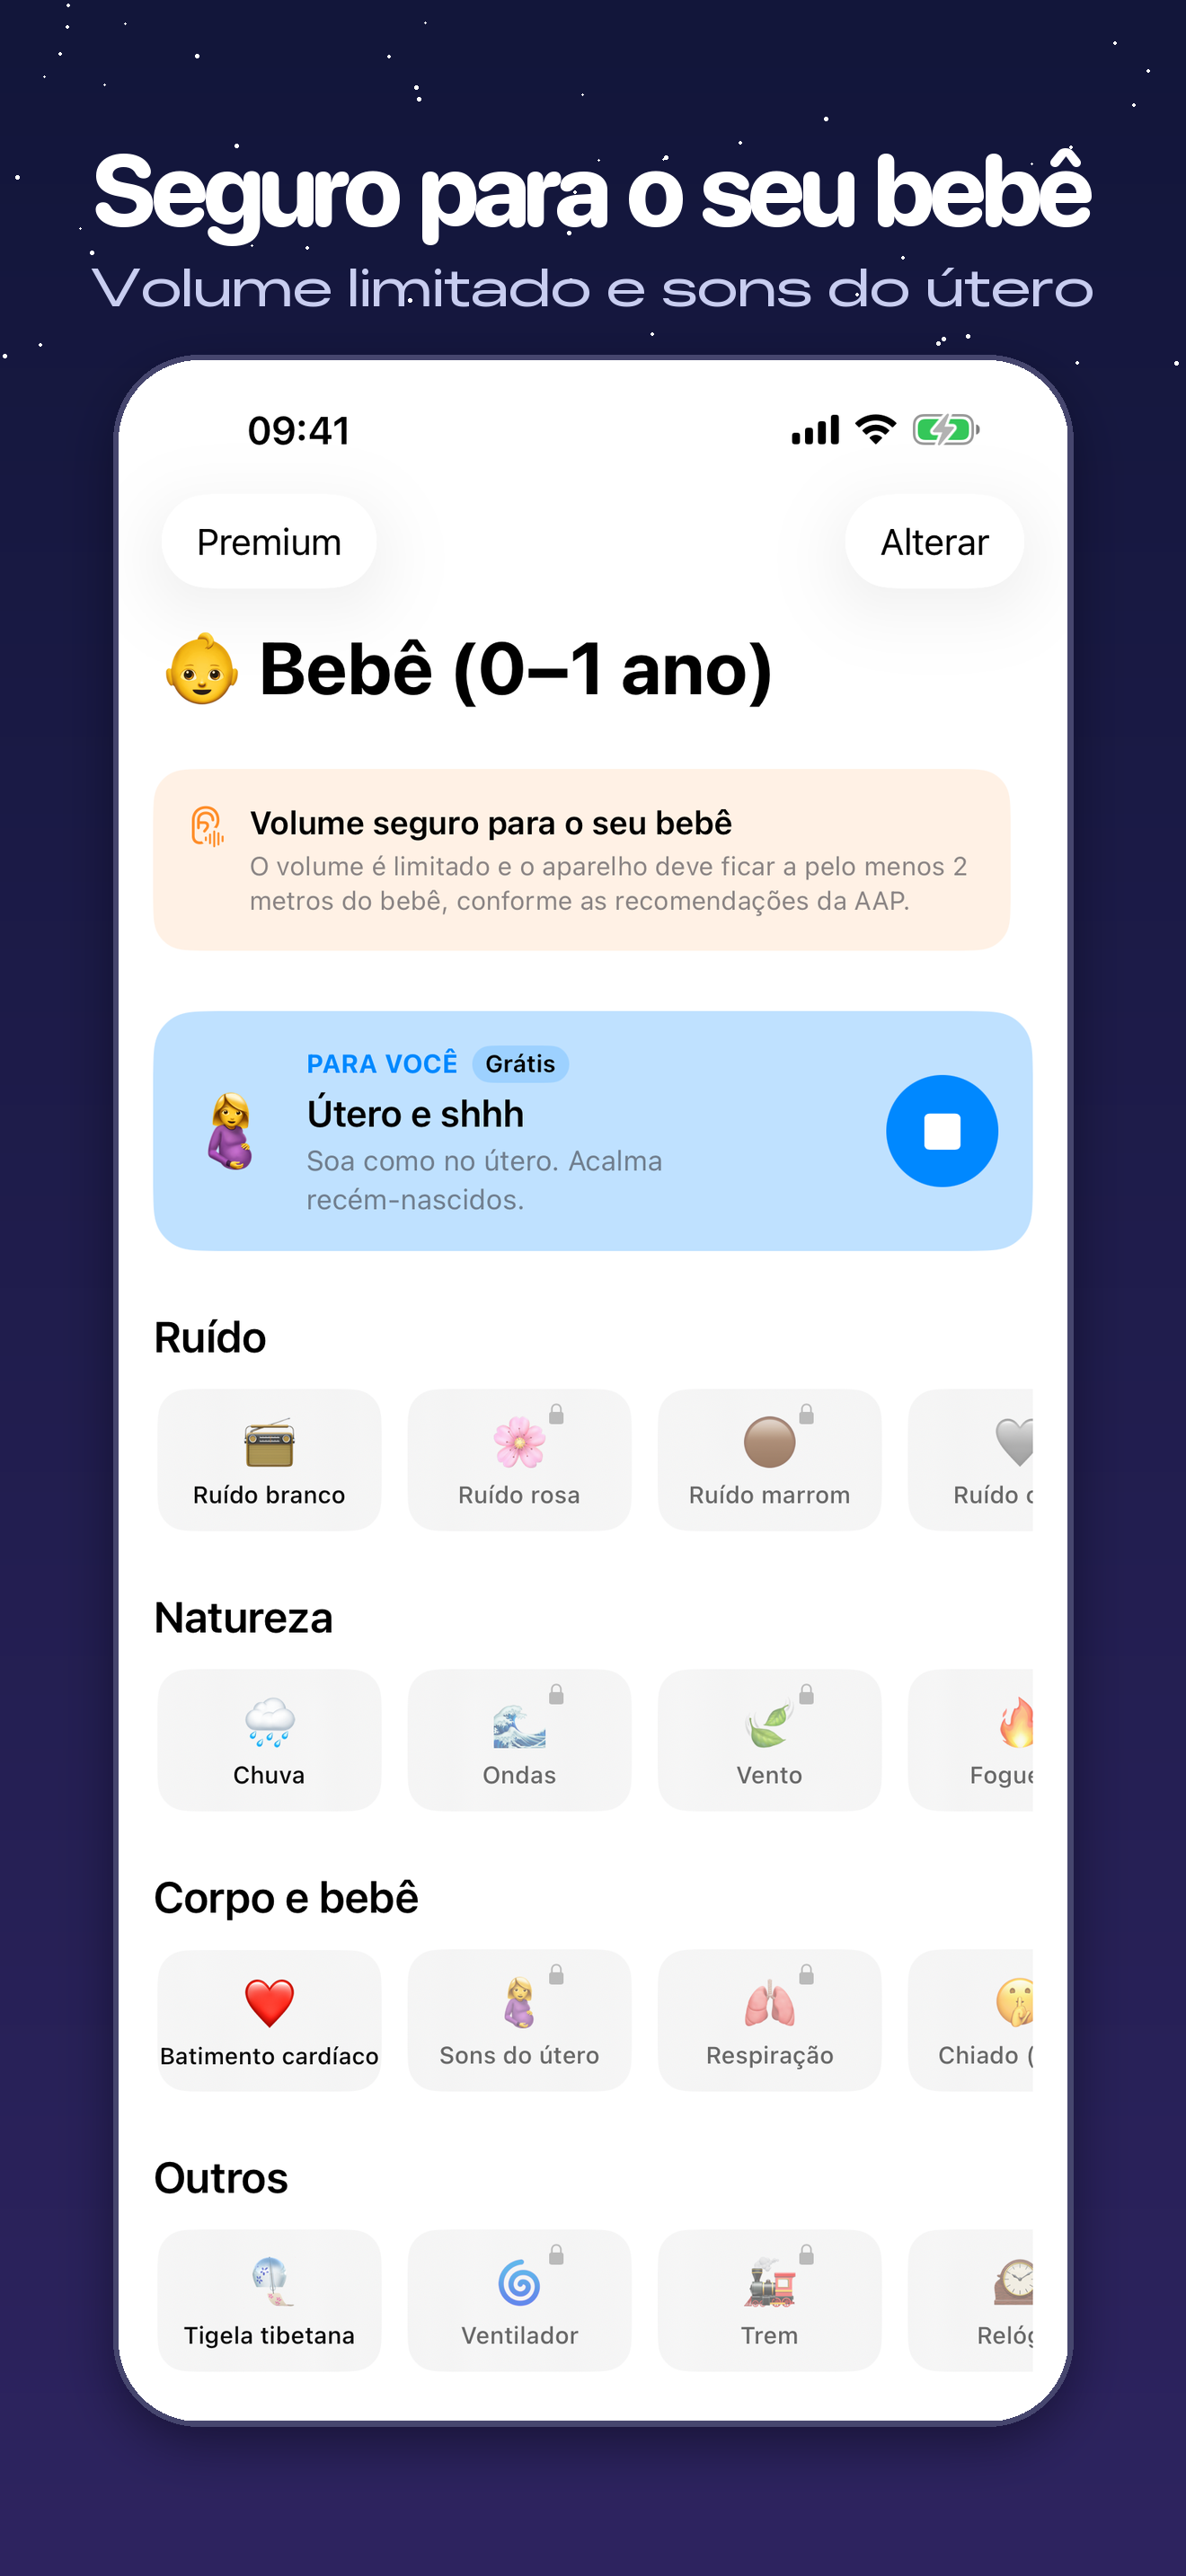 Seguro para o seu bebê
Volume limitado e sons do útero
09:41
Premium
Alterar
Bebê (0–1 ano)
Volume seguro para o seu bebê
O volume é limitado e o aparelho deve ficar a pelo menos 2
metros do bebê, conforme as recomendações da AAP.
PARA VOCÊ Grátis
Útero e shhh
Soa como no útero. Acalma
recém-nascidos.
Ruído
Ruído branco
Ruído rosa
Ruído marrom
Ruído
Natureza
Chuva
Ondas
Vento
Corpo e bebê
Batimento cardíaco
Sons do útero
Respiração
Chiado (
Outros
Tigela tibetana
Ventilador
Trem